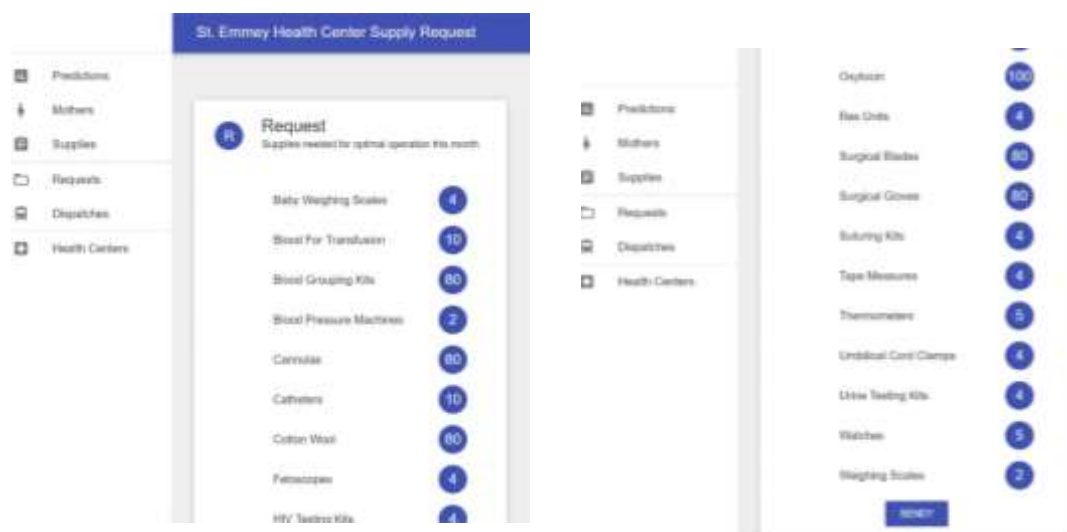 St. Emmey Health Center Supply Request
Predictions
Mothers
Supplies
Requests
Dispatches
Health Centers
R
Request
Supplies needed for optimal operation this month.
Baby Weighing Scales 4
Blood For Transfusion 10
Blood Grouping Kits 80
Blood Pressure Machines 2
Cannulas 80
Catheters 10
Cotton Wool 80
Fetoscopes 4
HIV Testing Kits 4
Predictions
Mothers
Supplies
Requests
Dispatches
Health Centers
Oxytocin 100
4
Surgical Blades 80
Surgical Gloves 80
Suturing Kits 4
Tape Measures 4
Thermometers 5
Umbilical Cord Clamps 4
Urine Testing Kits 4
Watches 5
Weighing Scales 2